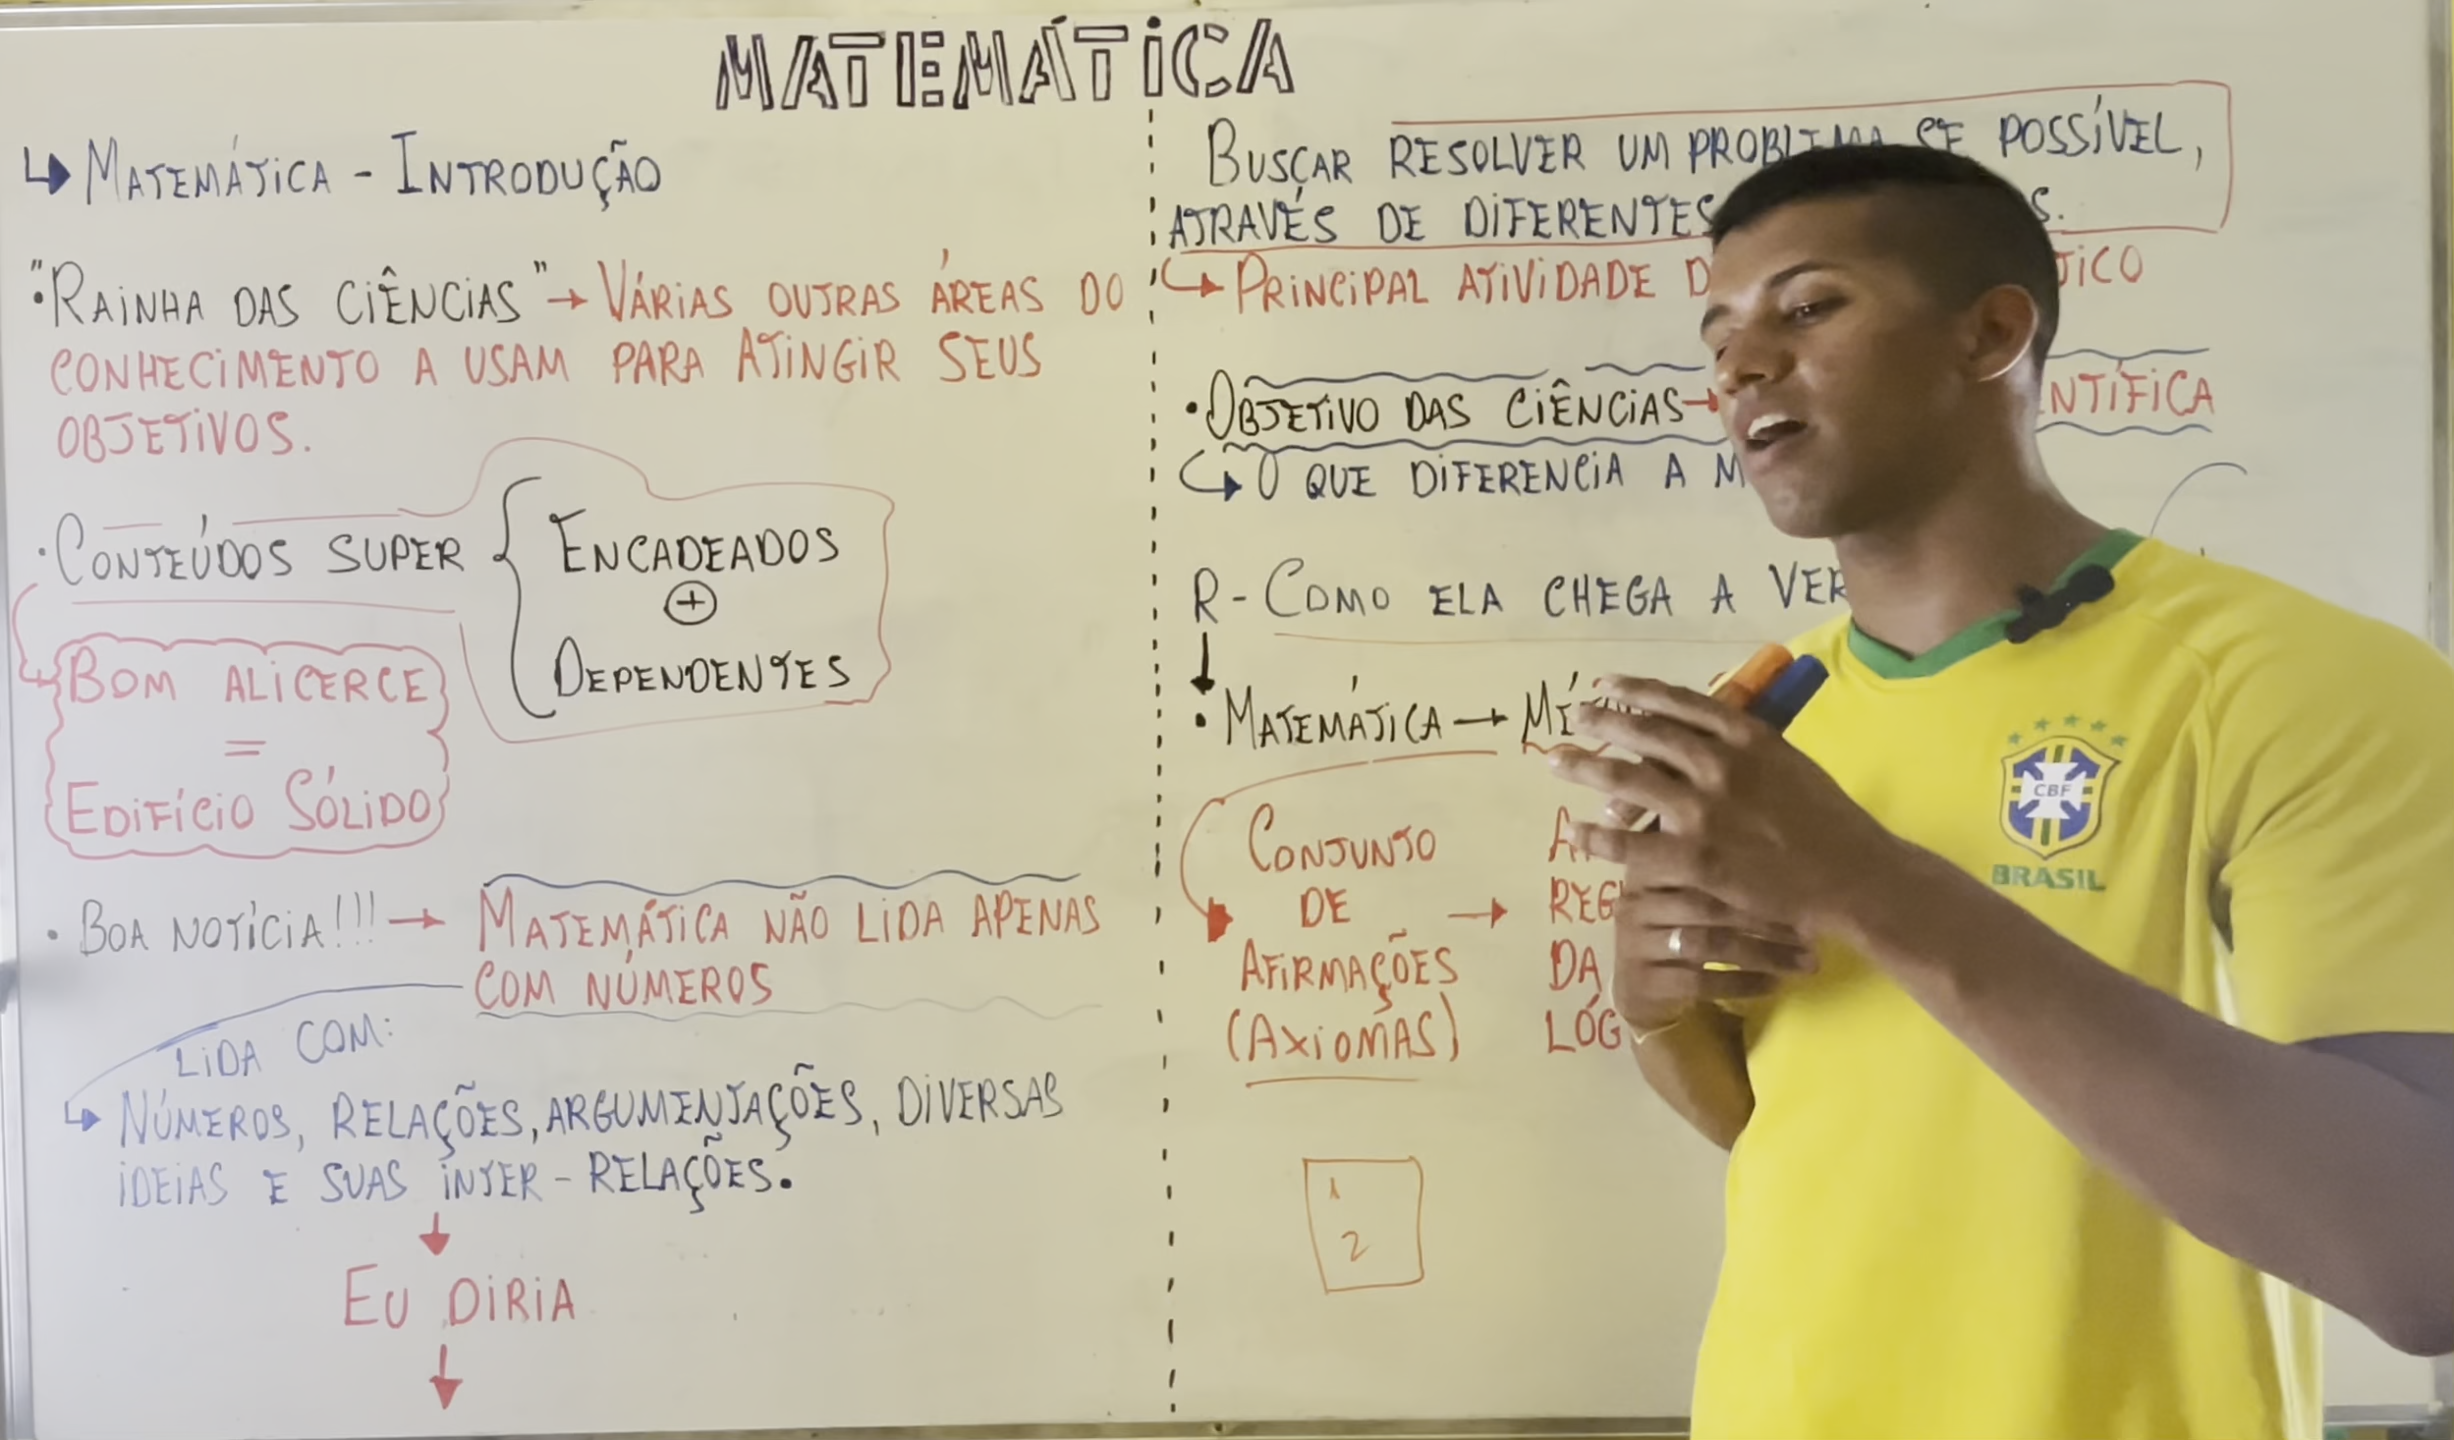 MATEMÁTICA
MATEMÁTICA - INTRODUÇÃO
• "RAINHA DAS CIÊNCIAS" → VÁRIAS OUTRAS ÁREAS DO
CONHECIMENTO A USAM PARA ATINGIR SEUS
OBJETIVOS.
• CONTEÚDOS SUPER
ENCADEADOS
+
DEPENDENTES
BOM ALICERCE
=
EDIFÍCIO SÓLIDO
• BOA NOTÍCIA!!! → MATEMÁTICA NÃO LIDA APENAS
COM NÚMEROS
LIDA COM:
↳ NÚMEROS, RELAÇÕES, ARGUMENTAÇÕES, DIVERSAS
IDEIAS E SUAS INTER-RELAÇÕES.
↓
EU DIRIA
↓
BUSCAR RESOLVER UM PROBLEMA SE POSSÍVEL,
ATRAVÉS DE DIFERENTES
↳ PRINCIPAL ATIVIDADE
• OBJETIVO DAS CIÊNCIAS →
↳ O QUE DIFERENCIA A
R - COMO ELA CHEGA A
• MATEMÁTICA →
CONJUNTO
DE →
AFIRMAÇÕES
(AXIOMAS)
DA
1
2
CBF
BRASIL